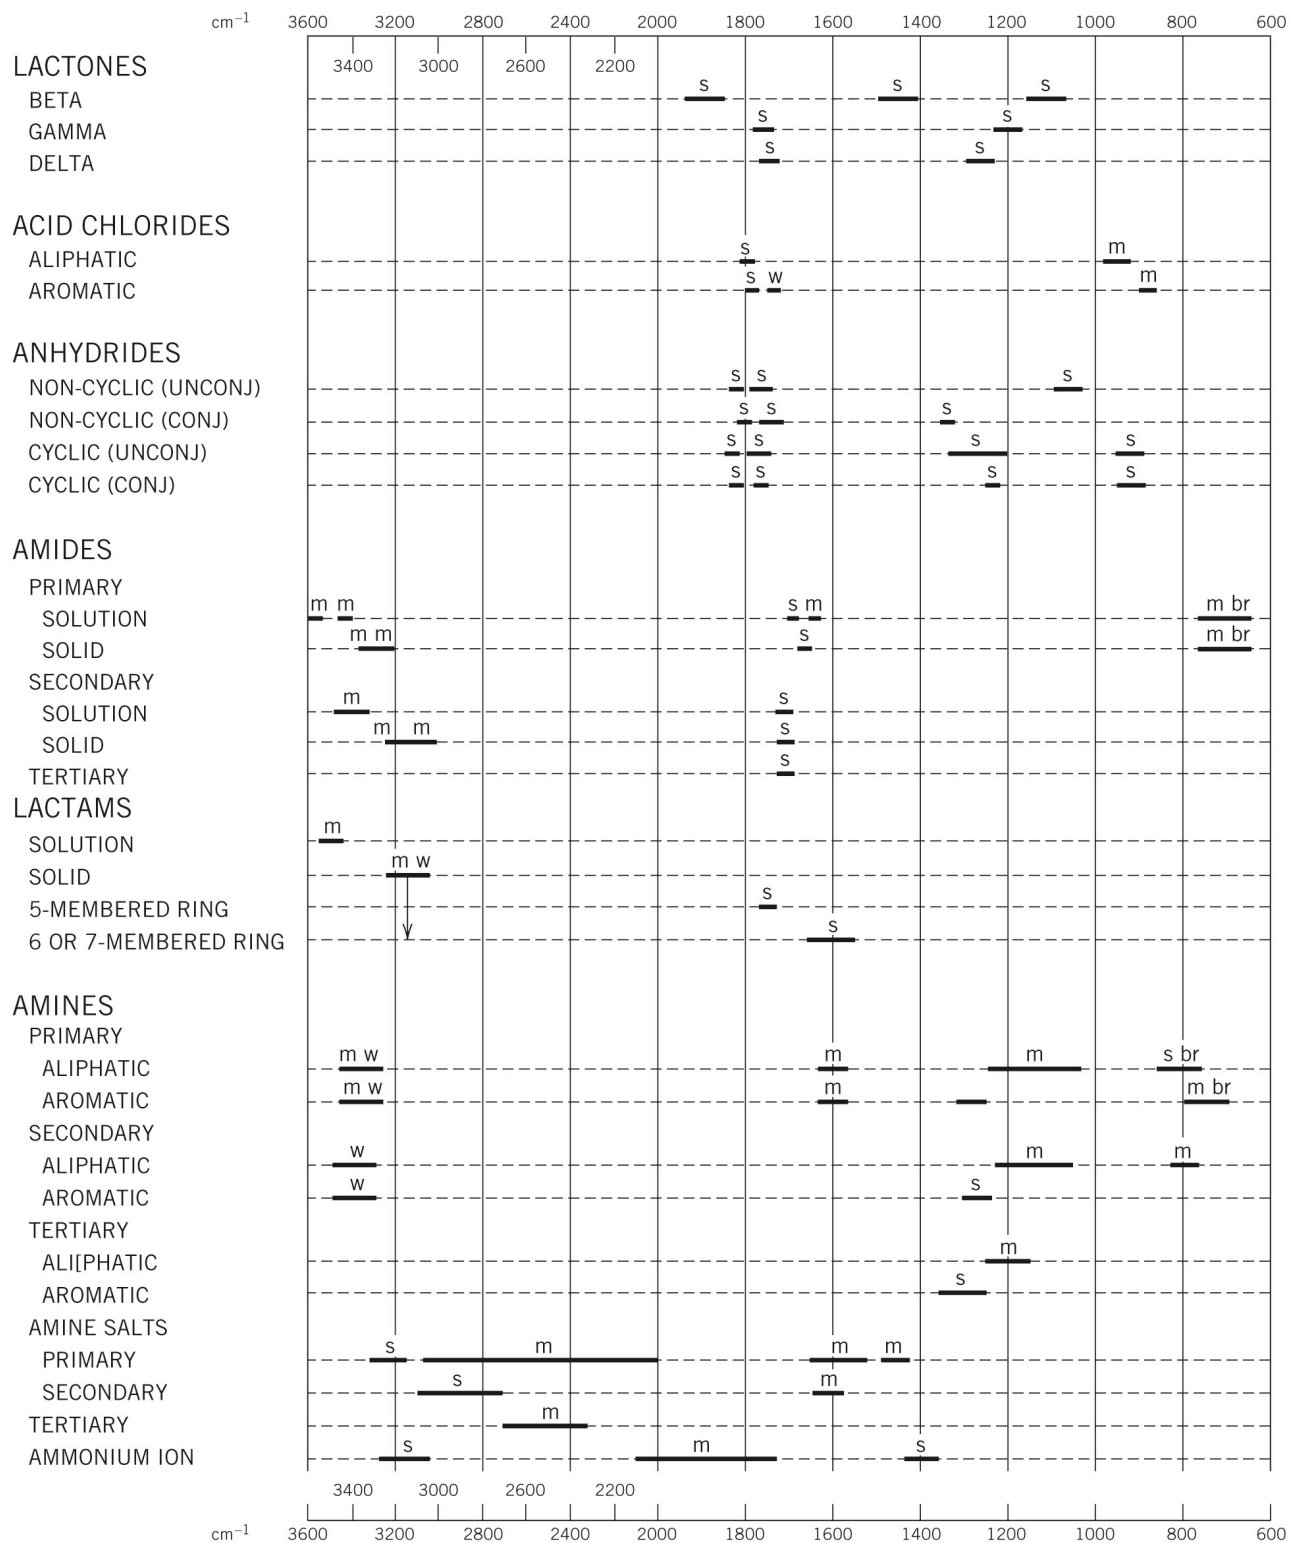 cm⁻¹ 3600 3200 2800 2400 2000 1800 1600 1400 1200 1000 800 600
3400 3000 2600 2200
LACTONES
s s s
BETA
s s
GAMMA
s s
DELTA
ACID CHLORIDES
s m
ALIPHATIC
s w m
AROMATIC
ANHYDRIDES
s s s
NON-CYCLIC (UNCONJ)
s s s
NON-CYCLIC (CONJ)
s s s s
CYCLIC (UNCONJ)
s s s s
CYCLIC (CONJ)
AMIDES
PRIMARY
m m s m m br
SOLUTION
m m s m br
SOLID
SECONDARY
m s
SOLUTION
m m s
SOLID
s
TERTIARY
LACTAMS
m
SOLUTION
m w
SOLID
s
5-MEMBERED RING
s
6 OR 7-MEMBERED RING
AMINES
PRIMARY
m w m m s br
ALIPHATIC
m w m m br
AROMATIC
SECONDARY
w m m
ALIPHATIC
w s
AROMATIC
TERTIARY
m
ALI[PHATIC
s
AROMATIC
AMINE SALTS
s m m m
PRIMARY
s m
SECONDARY
m
TERTIARY
s m s
AMMONIUM ION
3400 3000 2600 2200
cm⁻¹ 3600 3200 2800 2400 2000 1800 1600 1400 1200 1000 800 600